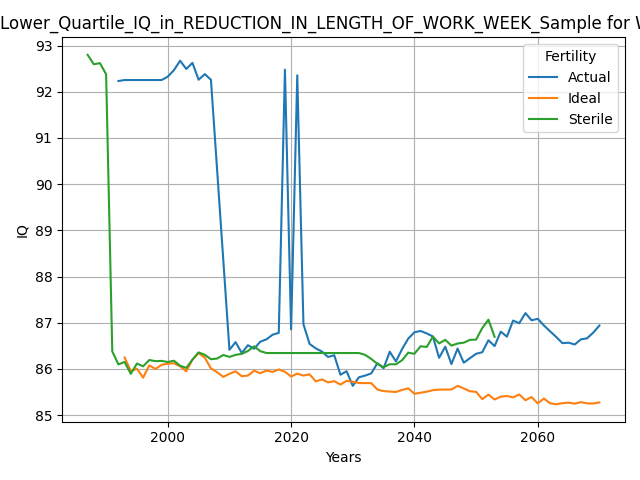 Lower_Quartile_IQ_in_REDUCTION_IN_LENGTH_OF_WORK_WEEK_Sample for
93
92
91
90
89
88
87
86
85
IQ
Fertility
Actual
Ideal
Sterile
2000
2020
2040
2060
Years